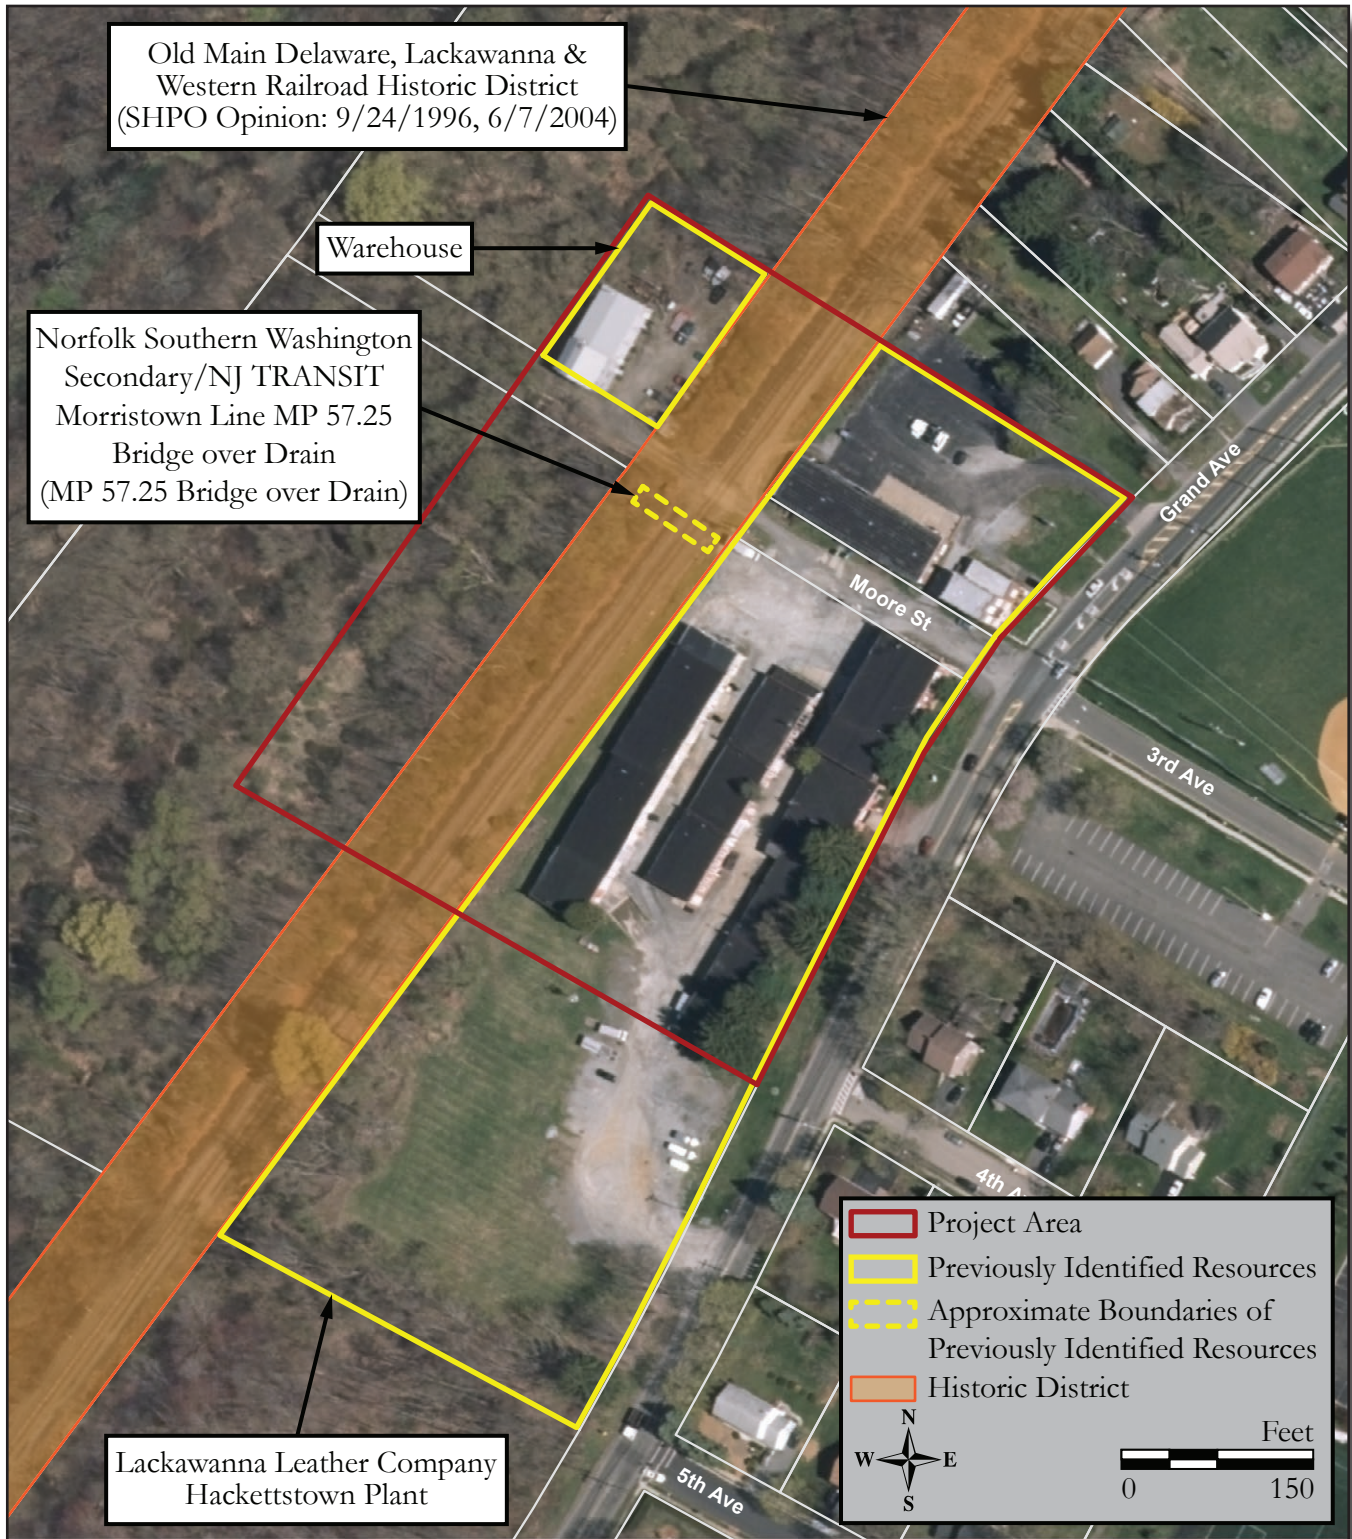 Old Main Delaware, Lackawanna &
Western Railroad Historic District
(SHPO Opinion: 9/24/1996, 6/7/2004)
Warehouse
Norfolk Southern Washington
Secondary/NJ TRANSIT
Morristown Line MP 57.25
Bridge over Drain
(MP 57.25 Bridge over Drain)
Grand Ave
Moore St
3rd Ave
4th A
Project Area
Previously Identified Resources
Approximate Boundaries of
Previously Identified Resources
Historic District
N
W
E
S
Feet
0
150
Lackawanna Leather Company
Hackettstown Plant
5th Ave